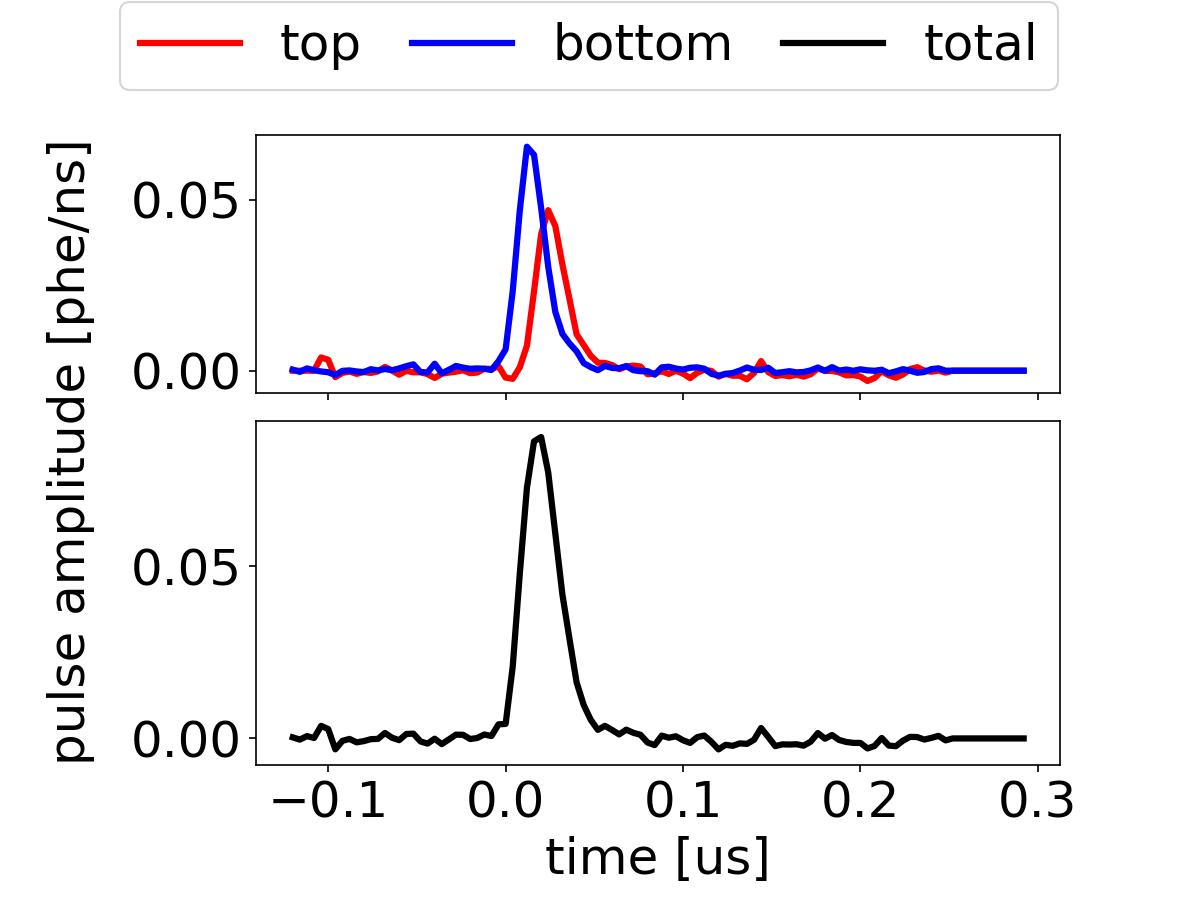 top bottom total
pulse amplitude [phe/ns]
0.05
0.00
0.05
0.00
−0.1 0.0 0.1 0.2 0.3
time [us]